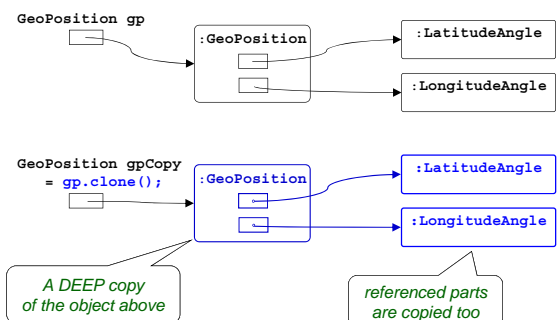 GeoPosition gp
:GeoPosition
:LatitudeAngle
:LongitudeAngle
GeoPosition gpCopy
= gp.clone();
:GeoPosition
:LatitudeAngle
:LongitudeAngle
A DEEP copy
of the object above
referenced parts
are copied too